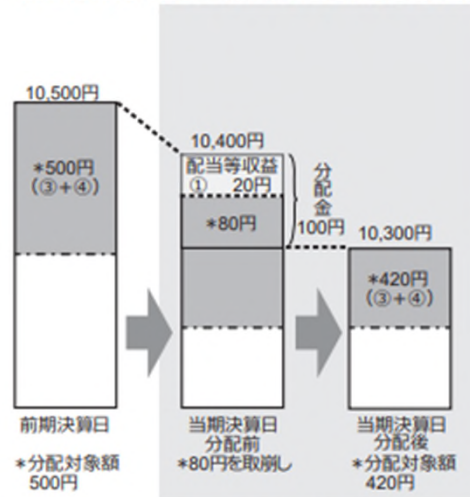 10,500円
*500円
(③+④)
前期決算日
*分配対象額
500円
10,400円
配当等収益
① 20円
*80円
分配金
100円
当期決算日
分配前
*80円を取崩し
10,300円
*420円
(③+④)
当期決算日
分配後
*分配対象額
420円